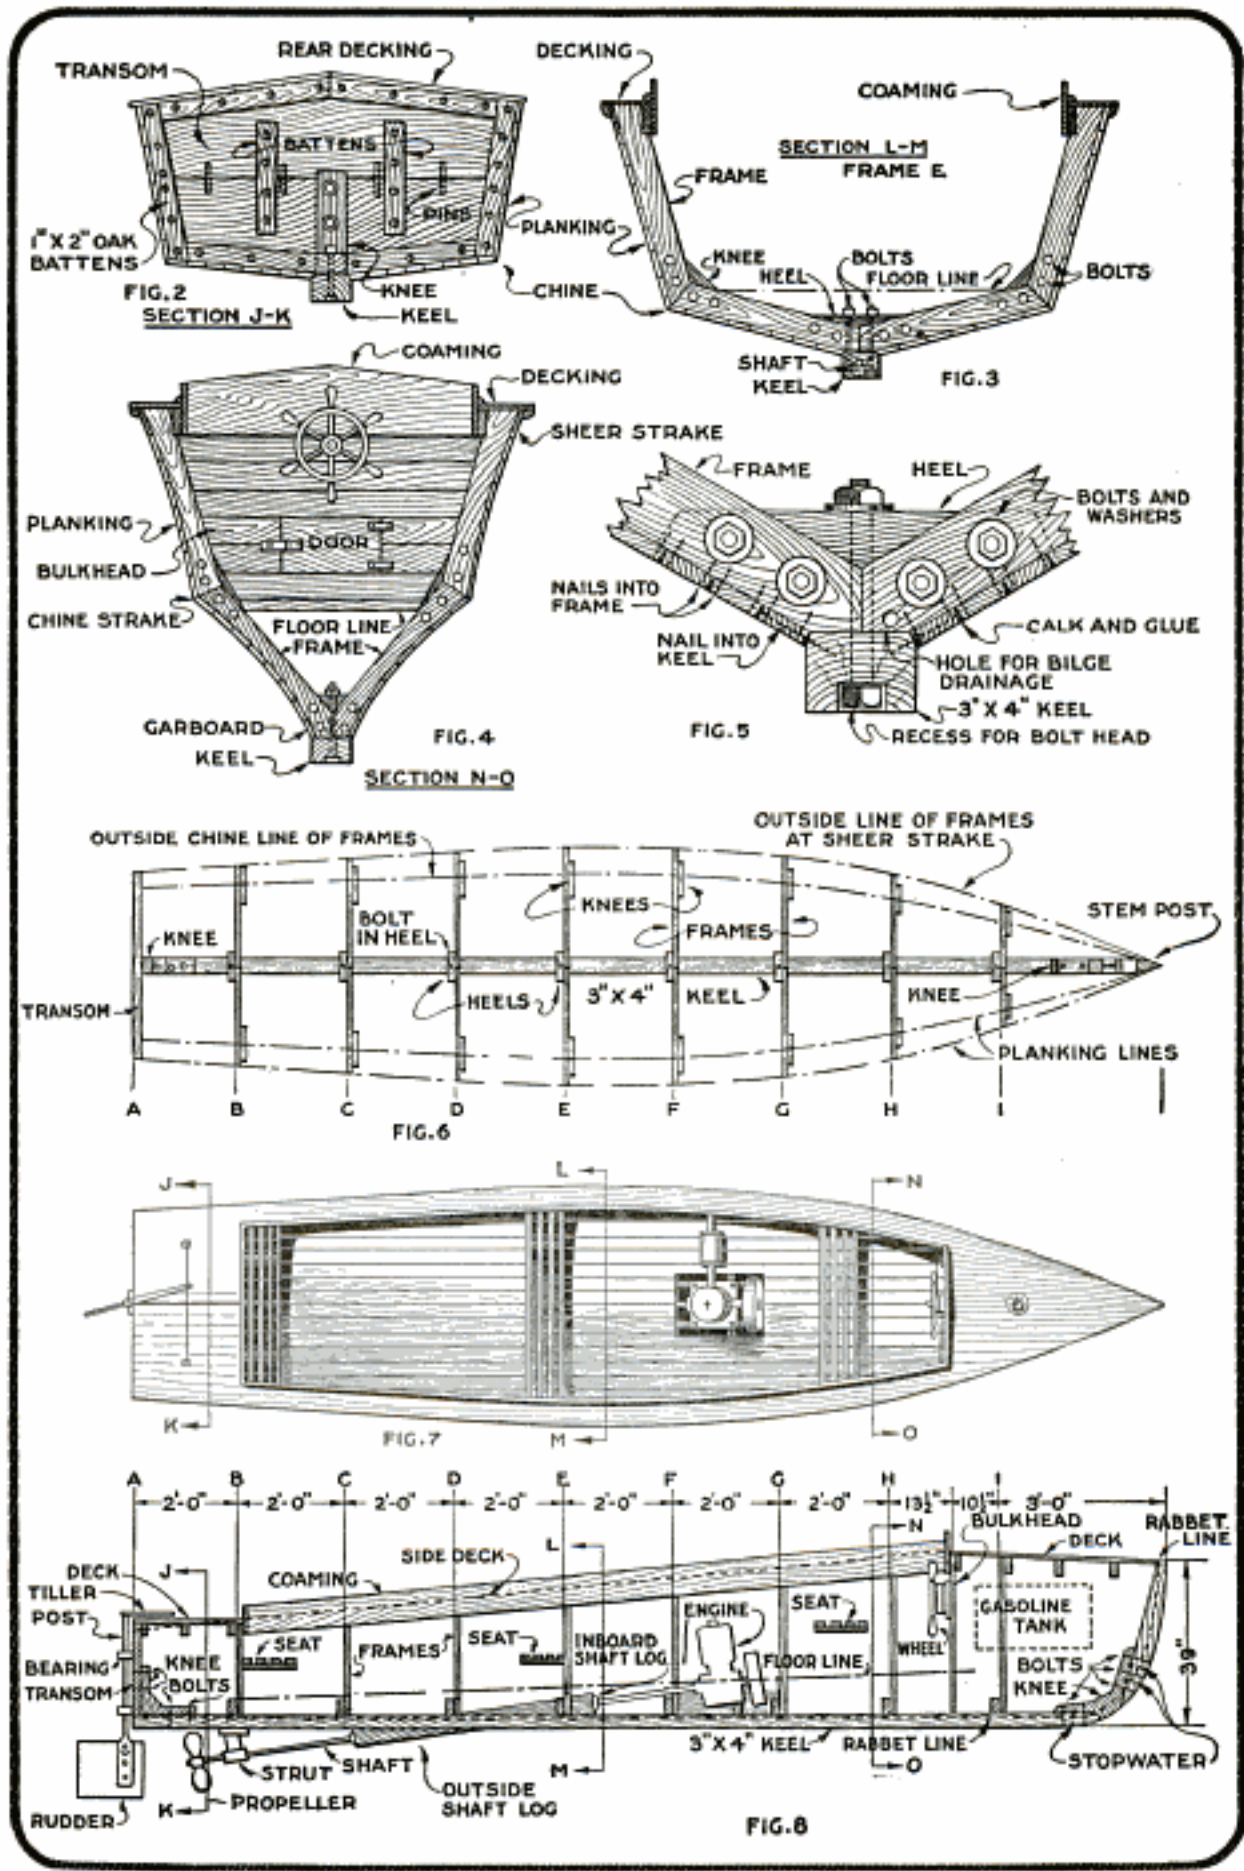 REAR DECKING
TRANSOM
BATTENS
PINS
PLANKING
1"X2" OAK
BATTENS
FIG.2
SECTION J-K
KNEE
KEEL
CHINE
DECKING
COAMING
SECTION L-M
FRAME E
FRAME
KNEE
HEEL
BOLTS
FLOOR LINE
BOLTS
SHAFT
KEEL
FIG.3
COAMING
DECKING
SHEER STRAKE
PLANKING
BULKHEAD
DOOR
CHINE STRAKE
FLOOR LINE
FRAME
GARBOARD
KEEL
FIG.4
SECTION N-O
FRAME
HEEL
BOLTS AND
WASHERS
NAILS INTO
FRAME
NAIL INTO
KEEL
CALK AND GLUE
HOLE FOR BILGE
DRAINAGE
3"X4" KEEL
FIG.5
RECESS FOR BOLT HEAD
OUTSIDE CHINE LINE OF FRAMES
OUTSIDE LINE OF FRAMES
AT SHEER STRAKE
KNEES
STEM POST
BOLT
IN HEEL
FRAMES
KNEE
TRANSOM
HEELS
3"X4"
KEEL
KNEE
PLANKING LINES
A B C D E F G H I
FIG.6
J L N
K M O
FIG.7
A B C D E F G H I
2'-0" 2'-0" 2'-0" 2'-0" 2'-0" 2'-0" 2'-0" 13½" 10½" 3'-0"
BULKHEAD
DECK
RABBET
LINE
N
L
J
DECK
COAMING
SIDE DECK
TILLER
POST
BEARING
TRANSOM
KNEE
BOLTS
SEAT
FRAMES
SEAT
INBOARD
SHAFT LOG
ENGINE
SEAT
FLOOR LINE
WHEEL
GASOLINE
TANK
BOLTS
KNEE
39"
3"X4" KEEL
RABBET LINE
STOPWATER
STRUT
SHAFT
OUTSIDE
SHAFT LOG
M
O
K
PROPELLER
RUDDER
FIG.8